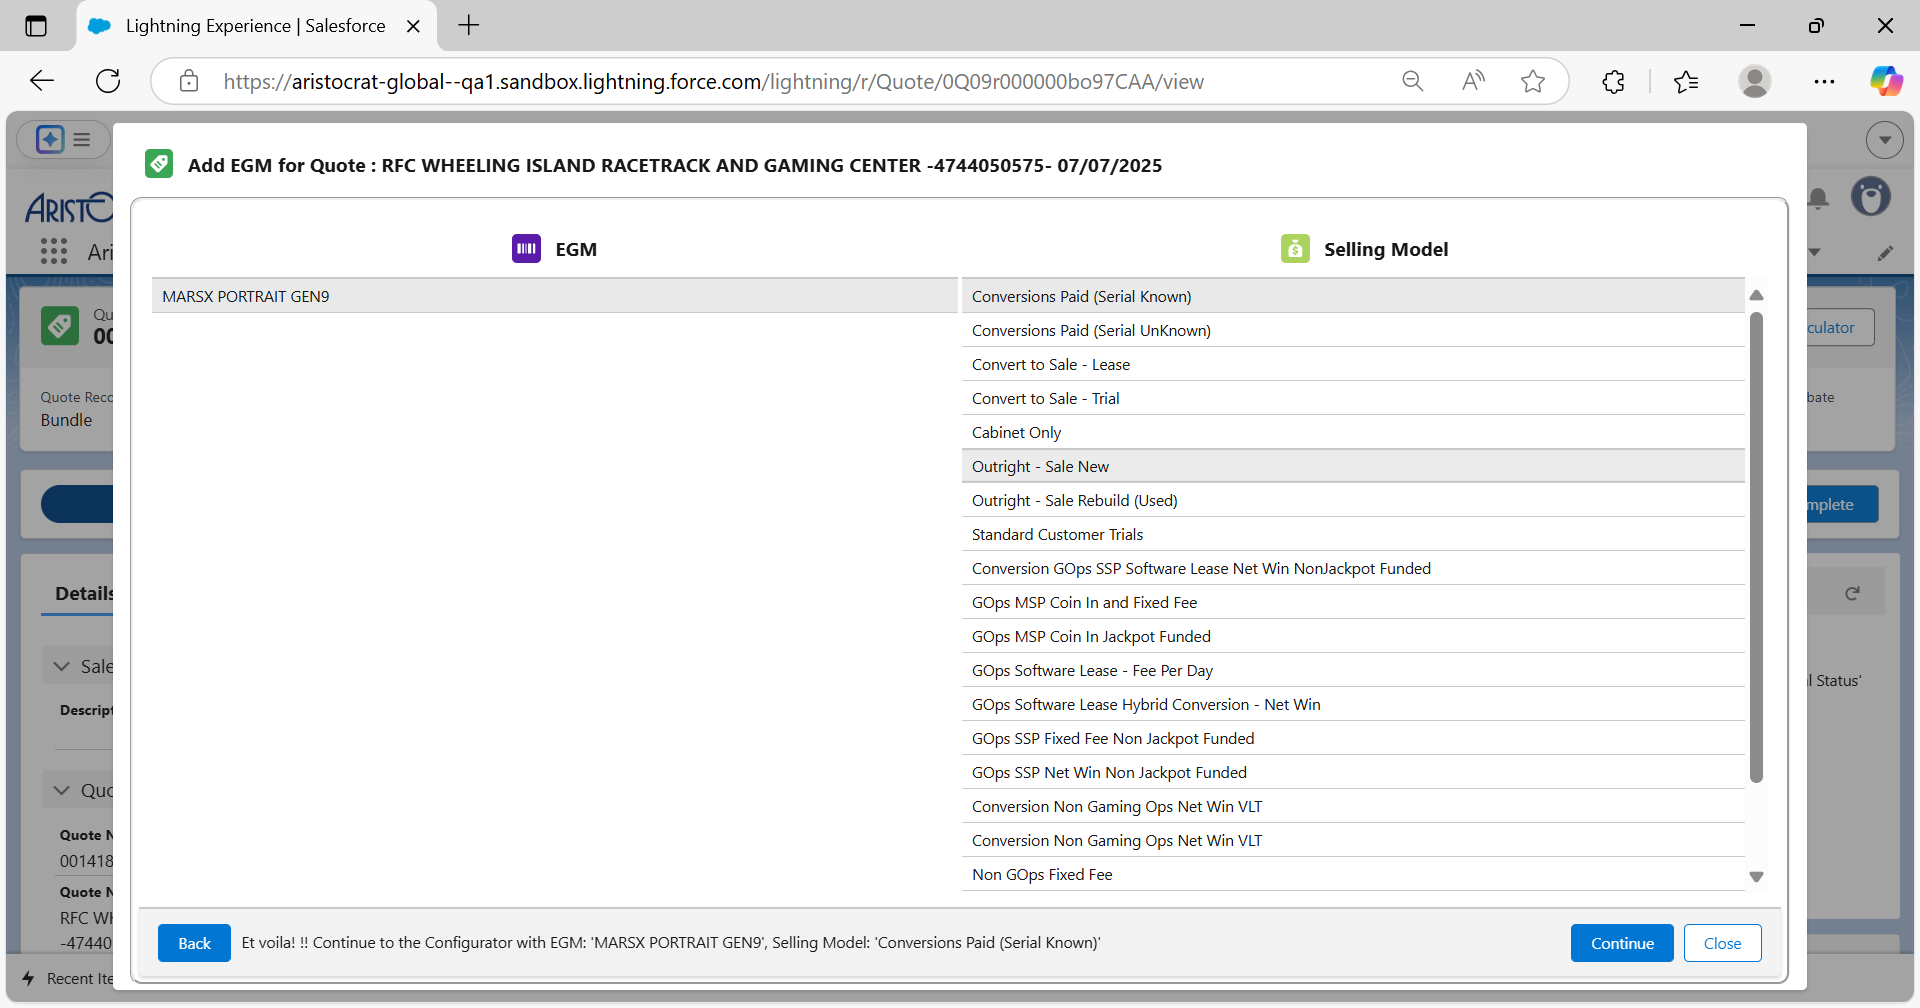 Lightning Experience | Salesforce
https://aristocrat-global--qa1.sandbox.lightning.force.com/lightning/r/Quote/0Q09r000000bo97CAA/view
Add EGM for Quote : RFC WHEELING ISLAND RACETRACK AND GAMING CENTER -4744050575- 07/07/2025
EGM
Selling Model
MARSX PORTRAIT GEN9
Conversions Paid (Serial Known)
Conversions Paid (Serial UnKnown)
Convert to Sale - Lease
Convert to Sale - Trial
Cabinet Only
Outright - Sale New
Outright - Sale Rebuild (Used)
Standard Customer Trials
Conversion GOps SSP Software Lease Net Win NonJackpot Funded
GOps MSP Coin In and Fixed Fee
GOps MSP Coin In Jackpot Funded
GOps Software Lease - Fee Per Day
GOps Software Lease Hybrid Conversion - Net Win
GOps SSP Fixed Fee Non Jackpot Funded
GOps SSP Net Win Non Jackpot Funded
Conversion Non Gaming Ops Net Win VLT
Conversion Non Gaming Ops Net Win VLT
Non GOps Fixed Fee
Back
Et voila! !! Continue to the Configurator with EGM: 'MARSX PORTRAIT GEN9', Selling Model: 'Conversions Paid (Serial Known)'
Continue
Close
ARISTO
Ari
Qu
00
Quote Reco
Bundle
Details
Sale
Descript
Quo
Quote N
001418
Quote N
RFC WH
-47440
Recent Ite
culator
bate
mplete
l Status'